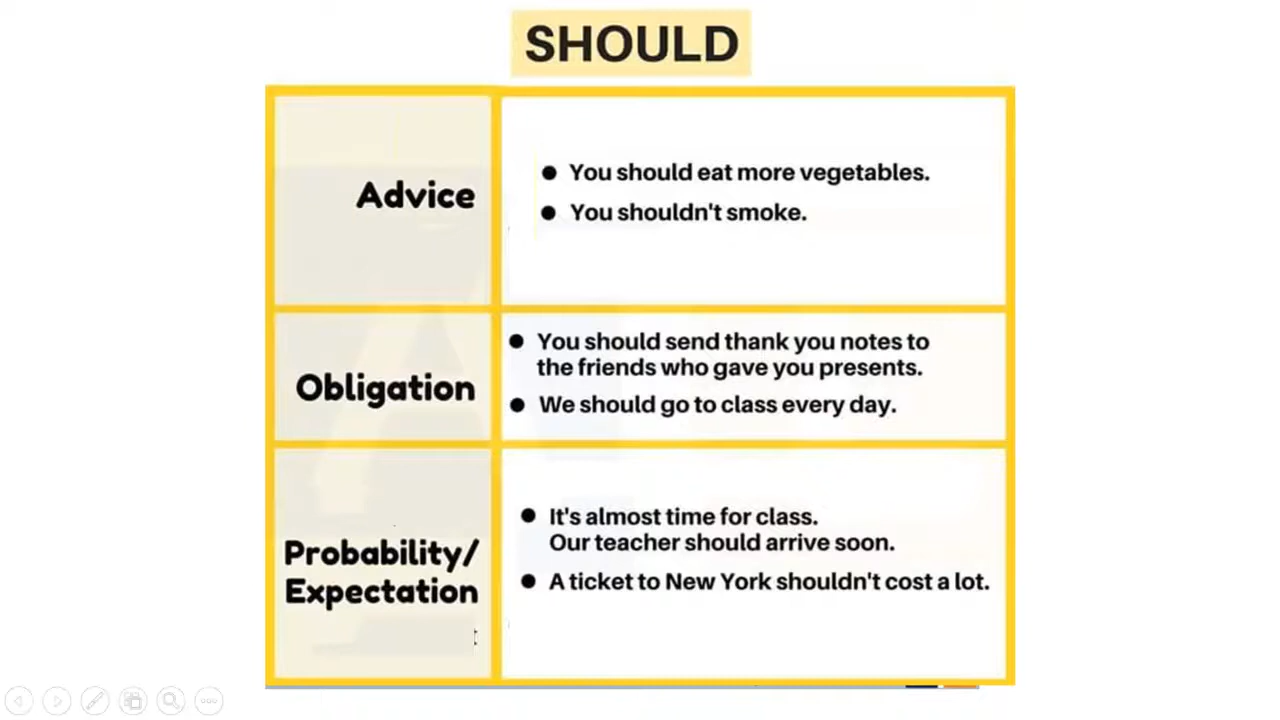 SHOULD
Advice
You should eat more vegetables.
You shouldn't smoke.
Obligation
You should send thank you notes to
the friends who gave you presents.
We should go to class every day.
Probability/
Expectation
It's almost time for class.
Our teacher should arrive soon.
A ticket to New York shouldn't cost a lot.